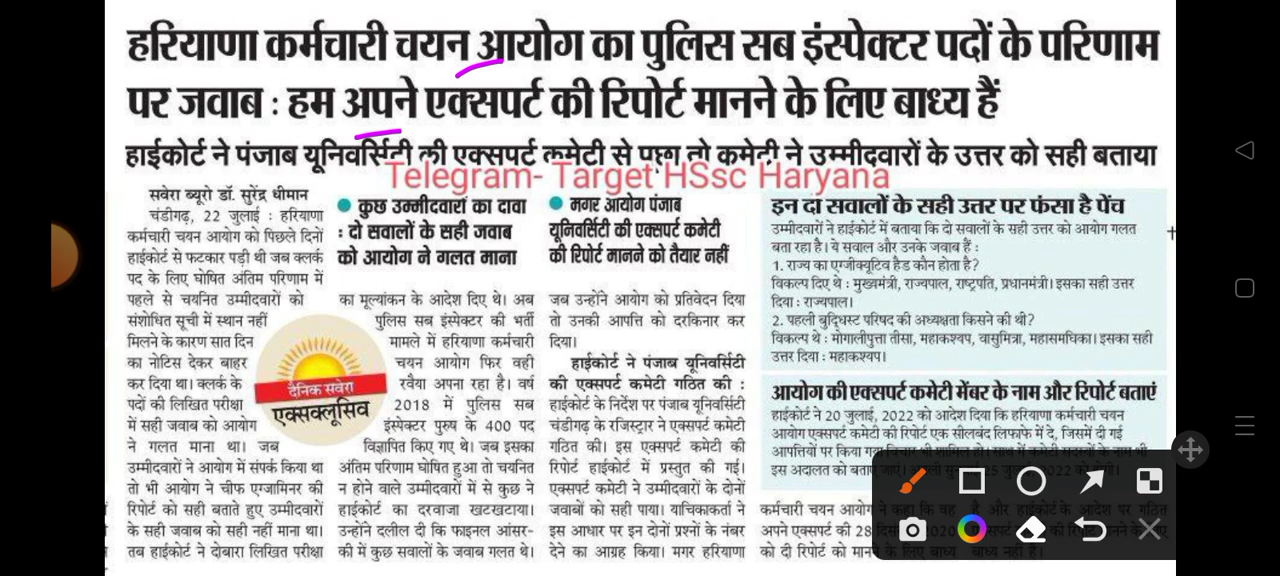 हरियाणा कर्मचारी चयन आयोग का पुलिस सब इंस्पेक्टर पदों के परिणाम
पर जवाब : हम अपने एक्सपर्ट की रिपोर्ट मानने के लिए बाध्य हैं
हाईकोर्ट ने पंजाब यूनिवर्सिटी की एक्सपर्ट कमेटी से पूछा तो कमेटी ने उम्मीदवारों के उत्तर को सही बताया
Telegram- Target HSsc Haryana
सवेरा ब्यूरो डॉ. सुरेंद्र धीमान
चंडीगढ़, 22 जुलाई : हरियाणा
कर्मचारी चयन आयोग को पिछले दिनों
हाईकोर्ट से फटकार पड़ी थी जब क्लर्क
पद के लिए घोषित अंतिम परिणाम में
पहले से चयनित उम्मीदवारों को
संशोधित सूची में स्थान नहीं
मिलने के कारण सात दिन
का नोटिस देकर बाहर
कर दिया था। क्लर्क के
पदों की लिखित परीक्षा
में सही जवाब को आयोग
ने गलत माना था। जब
उम्मीदवारों ने आयोग में संपर्क किया था
तो भी आयोग ने चीफ एग्जामिनर की
रिपोर्ट को सही बताते हुए उम्मीदवारों
के सही जवाब को सही नहीं माना था।
तब हाईकोर्ट ने दोबारा लिखित परीक्षा
दैनिक सवेरा
एक्सक्लूसिव
कुछ उम्मीदवारों का दावा
: दो सवालों के सही जवाब
को आयोग ने गलत माना
का मूल्यांकन के आदेश दिए थे। अब
पुलिस सब इंस्पेक्टर की भर्ती
मामले में हरियाणा कर्मचारी
चयन आयोग फिर वही
रवैया अपना रहा है। वर्ष
2018 में पुलिस सब
इंस्पेक्टर पुरुष के 400 पद
विज्ञापित किए गए थे। जब इसका
अंतिम परिणाम घोषित हुआ तो चयनित
न होने वाले उम्मीदवारों में से कुछ ने
हाईकोर्ट का दरवाजा खटखटाया।
उन्होंने दलील दी कि फाइनल आंसर-
की में कुछ सवालों के जवाब गलत थे।
मगर आयोग पंजाब
यूनिवर्सिटी की एक्सपर्ट कमेटी
की रिपोर्ट मानने को तैयार नहीं
जब उन्होंने आयोग को प्रतिवेदन दिया
तो उनकी आपत्ति को दरकिनार कर
दिया।
हाईकोर्ट ने पंजाब यूनिवर्सिटी
की एक्सपर्ट कमेटी गठित की :
हाईकोर्ट के निर्देश पर पंजाब यूनिवर्सिटी
चंडीगढ़ के रजिस्ट्रार ने एक्सपर्ट कमेटी
गठित की। इस एक्सपर्ट कमेटी की
रिपोर्ट हाईकोर्ट में प्रस्तुत की गई।
एक्सपर्ट कमेटी ने उम्मीदवार के दोनों
जवाबों को सही पाया। याचिकाकर्ता ने
इस आधार पर इन दोनों प्रश्नों के नंबर
देने का आग्रह किया। मगर हरियाणा
इन दो सवालों के सही उत्तर पर फंसा है पेंच
उम्मीदवारों ने हाईकोर्ट में बताया कि दो सवालों के सही उत्तर को आयोग गलत
बता रहा है। ये सवाल और उनके जवाब हैं :
1. राज्य का एग्जीक्यूटिव हैड कौन होता है?
विकल्प दिए थे : मुख्यमंत्री, राज्यपाल, राष्ट्रपति, प्रधानमंत्री। इसका सही उत्तर
दिया : राज्यपाल।
2. पहली बुद्धिस्ट परिषद की अध्यक्षता किसने की थी?
विकल्प थे : मोगालीपुत्ता तीसा, महाकश्यप, वासुमित्रा, महासमघिका। इसका सही
उत्तर दिया : महाकश्यप।
आयोग की एक्सपर्ट कमेटी मेंबर के नाम और रिपोर्ट बताएं
हाईकोर्ट ने 20 जुलाई, 2022 को आदेश दिया कि हरियाणा कर्मचारी चयन
आयोग एक्सपर्ट कमेटी की रिपोर्ट एक सीलबंद लिफाफे में दे, जिसमें दी गई
आपत्तियों पर किया गया विचार भी शामिल हो।
इस अदालत को बताए
कर्मचारी चयन आयोग ने कहा कि वह
अपने एक्सपर्ट की 28
को दी रिपोर्ट को मानने के लिए बाध्य